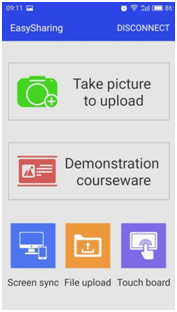 09:11 86
EasySharing DISCONNECT
Take picture
to upload
Demonstration
courseware
Screen sync File upload Touch board